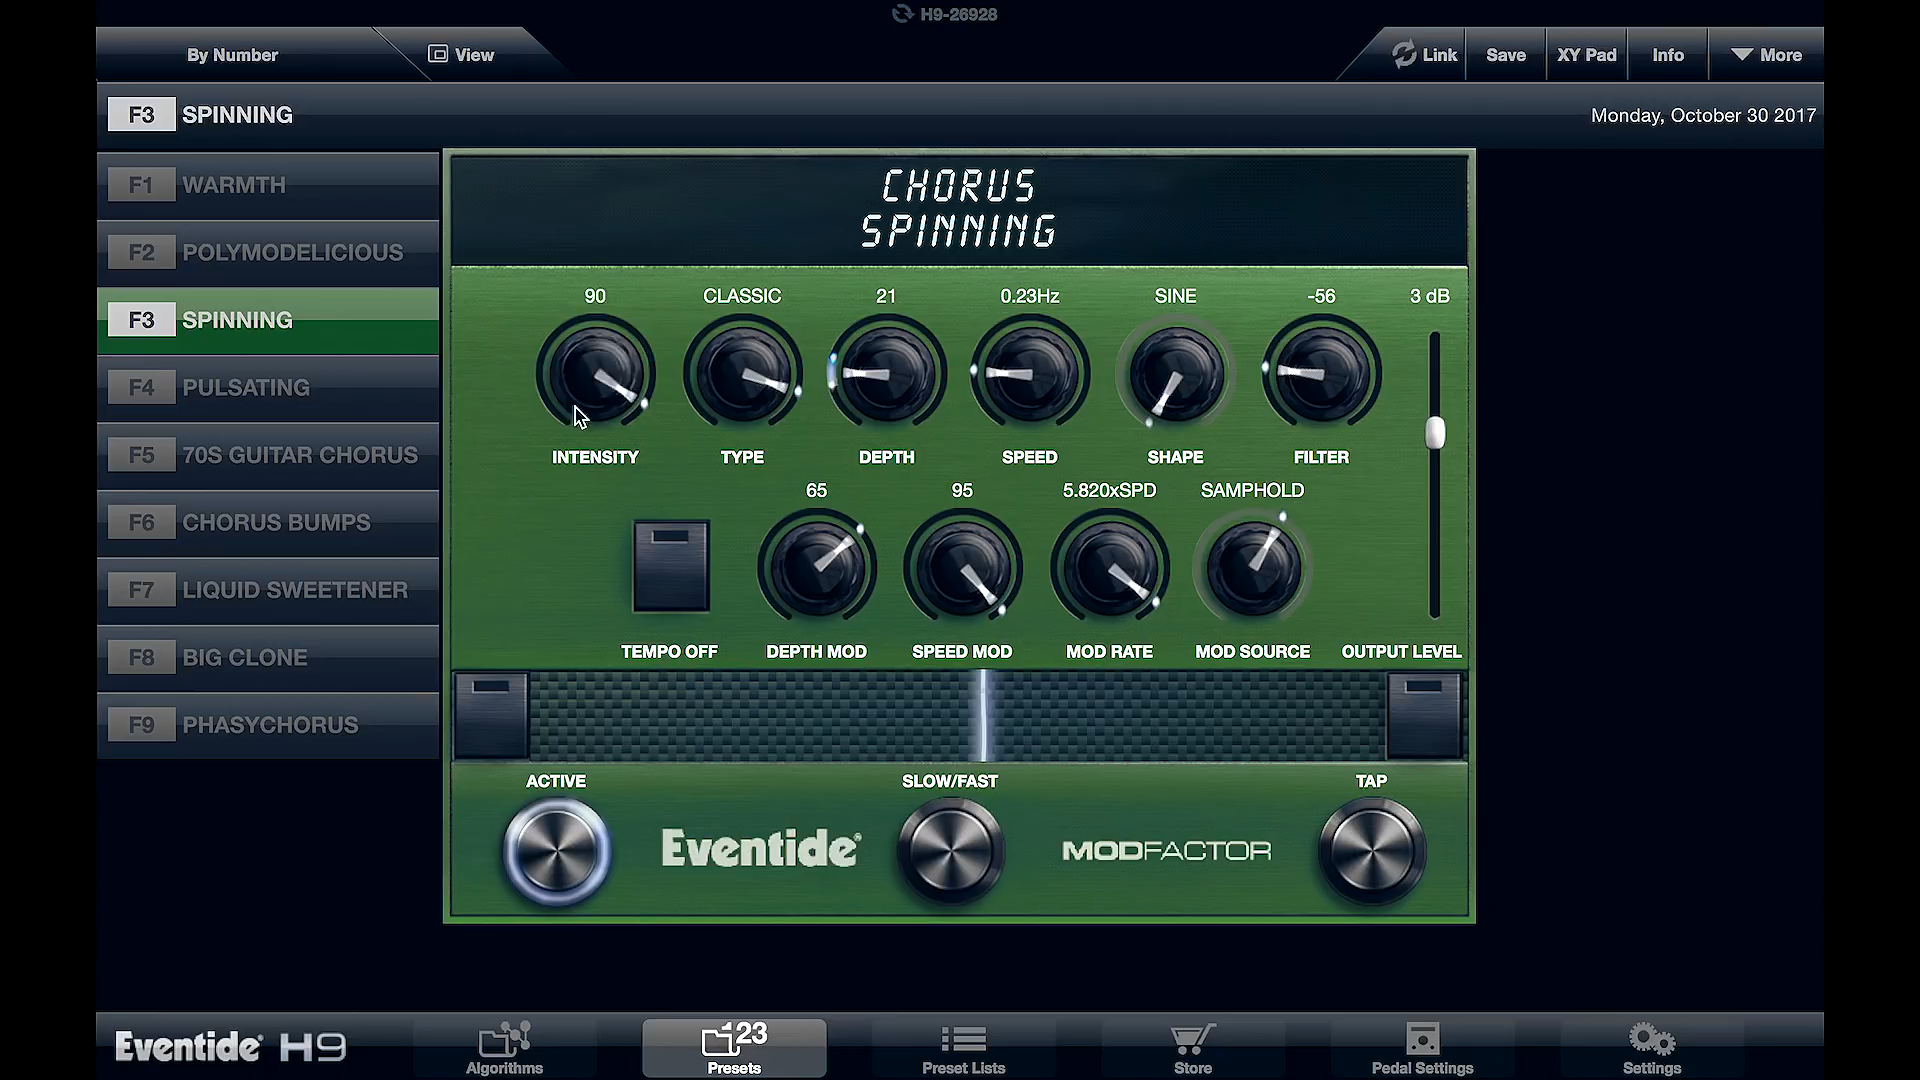 H9-26928
By Number
View
Link
Save
XY Pad
Info
More
F3 SPINNING
Monday, October 30 2017
F1 WARMTH
F2 POLYMODELICIOUS
F3 SPINNING
F4 PULSATING
F5 70S GUITAR CHORUS
F6 CHORUS BUMPS
F7 LIQUID SWEETENER
F8 BIG CLONE
F9 PHASYCHORUS
CHORUS
SPINNING
90 CLASSIC 21 0.23Hz SINE -56 3 dB
INTENSITY TYPE DEPTH SPEED SHAPE FILTER
65 95 5.820xSPD SAMPHOLD
TEMPO OFF DEPTH MOD SPEED MOD MOD RATE MOD SOURCE OUTPUT LEVEL
ACTIVE SLOW/FAST TAP
Eventide® MODFACTOR
Eventide® H9
123
Algorithms Presets Preset Lists Store Pedal Settings Settings